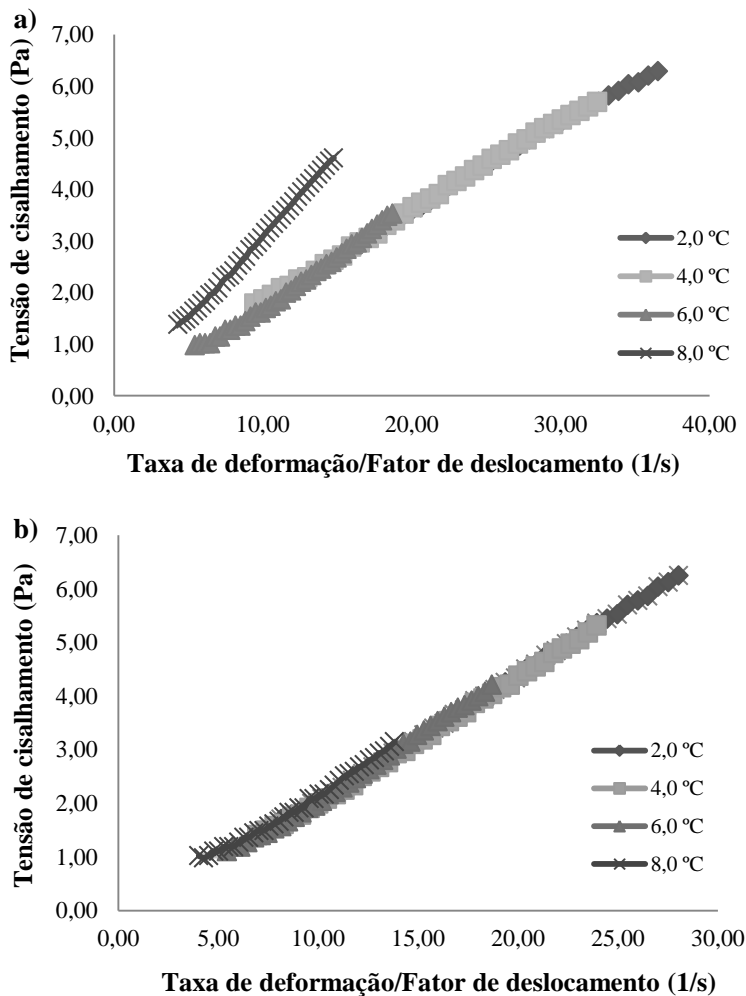 a)
7,00
6,00
5,00
4,00
3,00
2,00
1,00
0,00
Tensão de cisalhamento (Pa)
0,00 10,00 20,00 30,00 40,00
Taxa de deformação/Fator de deslocamento (1/s)
2,0 ºC
4,0 ºC
6,0 ºC
8,0 ºC
b)
7,00
6,00
5,00
4,00
3,00
2,00
1,00
0,00
Tensão de cisalhamento (Pa)
0,00 5,00 10,00 15,00 20,00 25,00 30,00
Taxa de deformação/Fator de deslocamento (1/s)
2,0 ºC
4,0 ºC
6,0 ºC
8,0 ºC